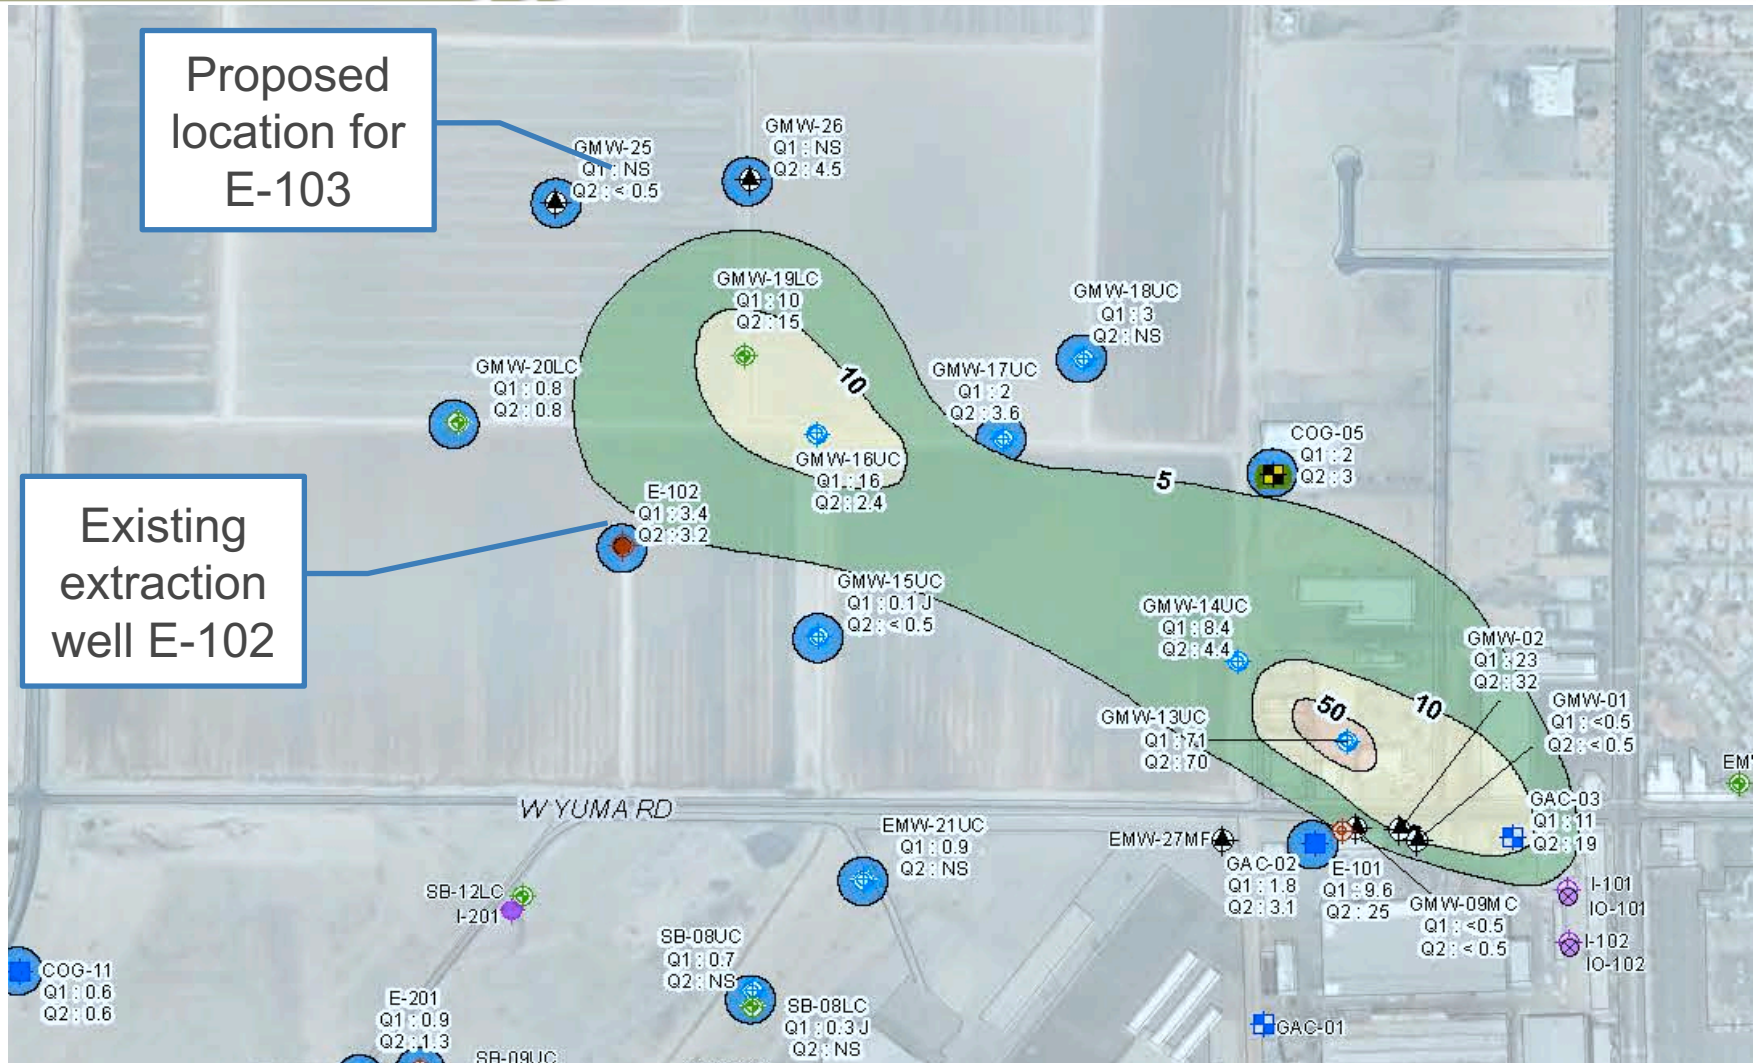 Proposed
location for
E-103
GMW-25
Q1 : NS
Q2 : < 0.5
GMW-26
Q1 : NS
Q2 : 4.5
GMW-19LC
Q1 : 10
Q2 : 15
10
GMW-18UC
Q1 : 3
Q2 : NS
GMW-20LC
Q1 : 0.8
Q2 : 0.8
GMW-17UC
Q1 : 2
Q2 : 3.6
COG-05
Q1 : 2
Q2 : 3
5
GMW-16UC
Q1 : 16
Q2 : 2.4
Existing
extraction
well E-102
E-102
Q1 : 3.4
Q2 : 3.2
GMW-15UC
Q1 : 0.1 J
Q2 : < 0.5
GMW-14UC
Q1 : 8.4
Q2 : 4.4
GMW-02
Q1 : 23
Q2 : 32
GMW-01
Q1 : <0.5
Q2 : < 0.5
50
10
GMW-13UC
Q1 : 71
Q2 : 70
W YUMA RD
GAC-03
Q1 : 11
Q2 : 19
EMW-21UC
Q1 : 0.9
Q2 : NS
EMW-27MF
GAC-02
Q1 : 1.8
Q2 : 3.1
E-101
Q1 : 9.6
Q2 : 25
GMW-09MC
Q1 : <0.5
Q2 : < 0.5
I-101
IO-101
I-102
IO-102
SB-12LC
I-201
SB-08UC
Q1 : 0.7
Q2 : NS
COG-11
Q1 : 0.6
Q2 : 0.6
E-201
Q1 : 0.9
Q2 : 1.3
SB-08LC
Q1 : 0.3 J
Q2 : NS
GAC-01
SB-09UC